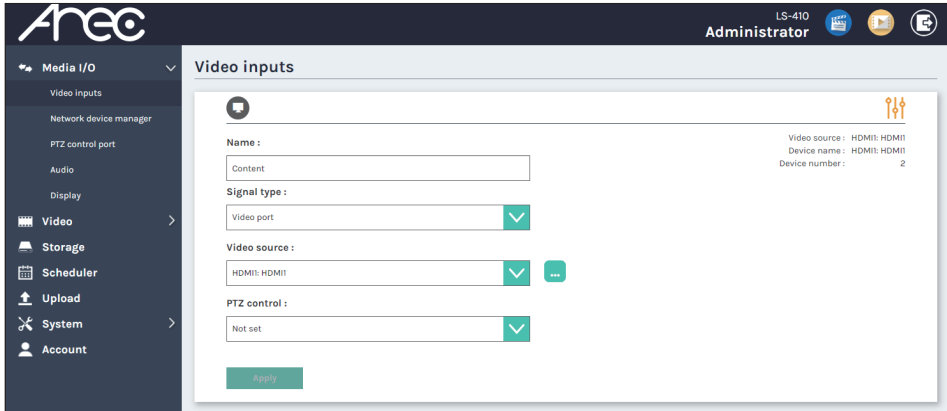 Arec
LS-410
Administrator
Media I/O
Video inputs
Network device manager
PTZ control port
Audio
Display
Video
Storage
Scheduler
Upload
System
Account
Video inputs
Name :
Content
Signal type :
Video port
Video source :
HDMI1: HDMI1
...
PTZ control :
Not set
Apply
Video source : HDMI1: HDMI1
Device name : HDMI1: HDMI1
Device number : 2